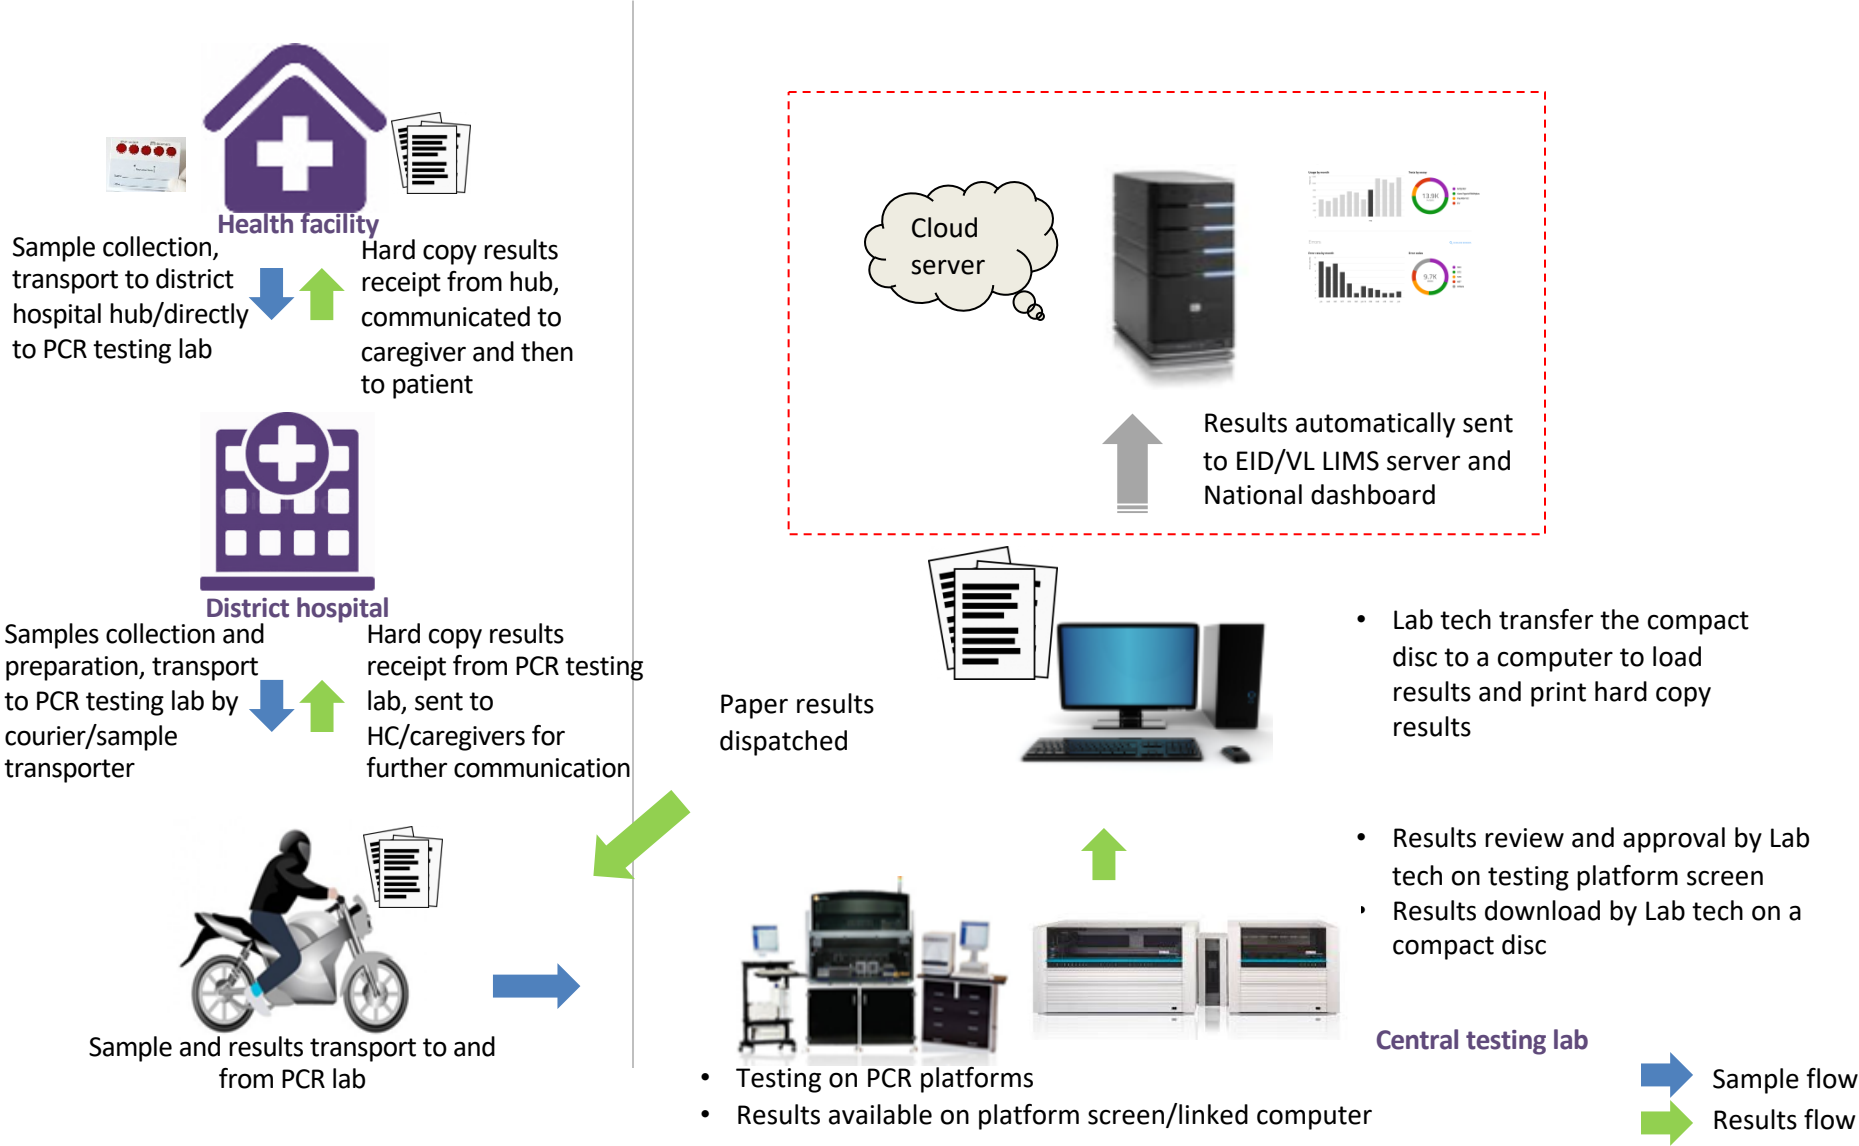 Health facility
Sample collection,
transport to district
hospital hub/directly
to PCR testing lab
Hard copy results
receipt from hub,
communicated to
caregiver and then
to patient
District hospital
Samples collection and
preparation, transport
to PCR testing lab by
courier/sample
transporter
Hard copy results
receipt from PCR testing
lab, sent to
HC/caregivers for
further communication
Sample and results transport to and
from PCR lab
Cloud
server
13.9K
9.7K
Results automatically sent
to EID/VL LIMS server and
National dashboard
Paper results
dispatched
• Lab tech transfer the compact
disc to a computer to load
results and print hard copy
results
• Results review and approval by Lab
tech on testing platform screen
• Results download by Lab tech on a
compact disc
Central testing lab
• Testing on PCR platforms
• Results available on platform screen/linked computer
Sample flow
Results flow